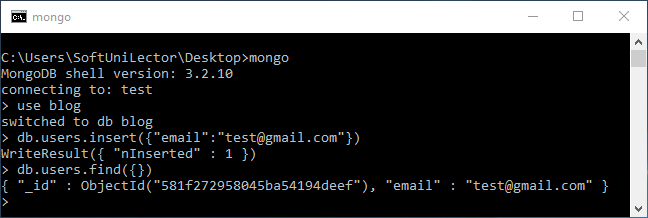 mongo
C:\Users\SoftUniLector\Desktop>mongo
MongoDB shell version: 3.2.10
connecting to: test
> use blog
switched to db blog
> db.users.insert({"email":"test@gmail.com"})
WriteResult({ "nInserted" : 1 })
> db.users.find({})
{ "_id" : ObjectId("581f272958045ba54194deef"), "email" : "test@gmail.com" }
>